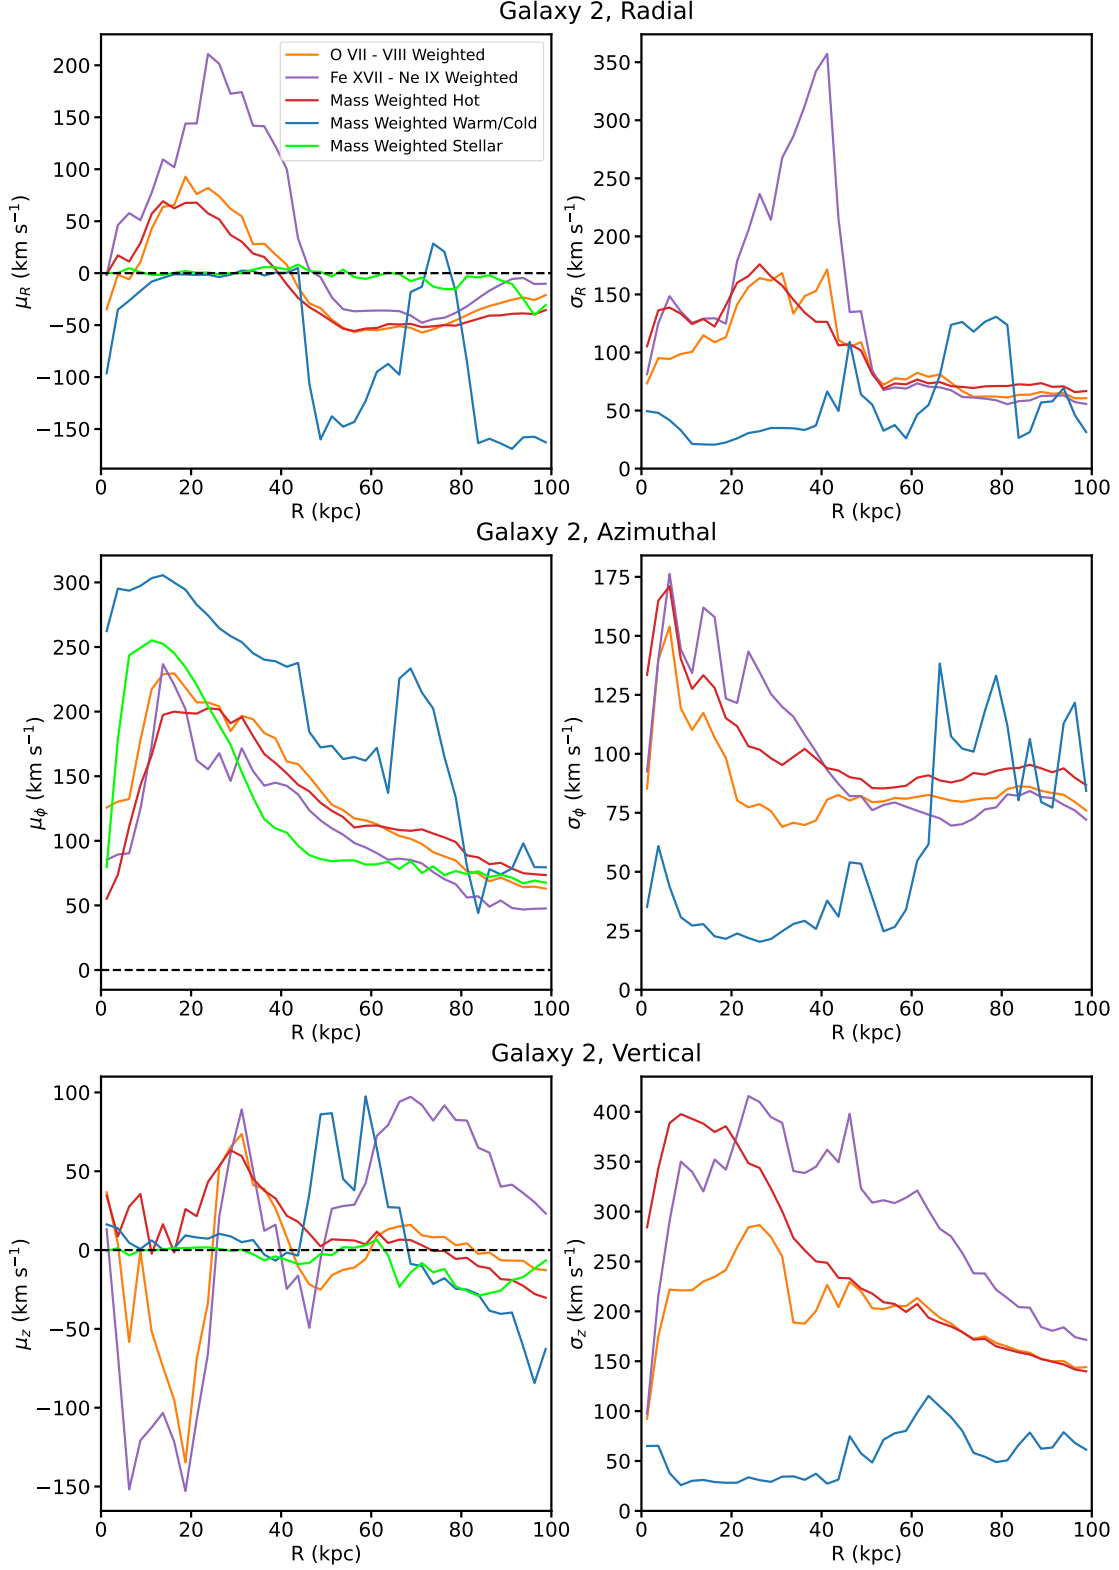 Galaxy 2, Radial
200
150
100
50
0
−50
−100
−150
μR (km s−1)
O VII - VIII Weighted
Fe XVII - Ne IX Weighted
Mass Weighted Hot
Mass Weighted Warm/Cold
Mass Weighted Stellar
0 20 40 60 80 100
R (kpc)
350
300
250
200
150
100
50
0
σR (km s−1)
0 20 40 60 80 100
R (kpc)
Galaxy 2, Azimuthal
300
250
200
150
100
50
0
μϕ (km s−1)
0 20 40 60 80 100
R (kpc)
175
150
125
100
75
50
25
0
σϕ (km s−1)
0 20 40 60 80 100
R (kpc)
Galaxy 2, Vertical
100
50
0
−50
−100
−150
μz (km s−1)
0 20 40 60 80 100
R (kpc)
400
350
300
250
200
150
100
50
0
σz (km s−1)
0 20 40 60 80 100
R (kpc)